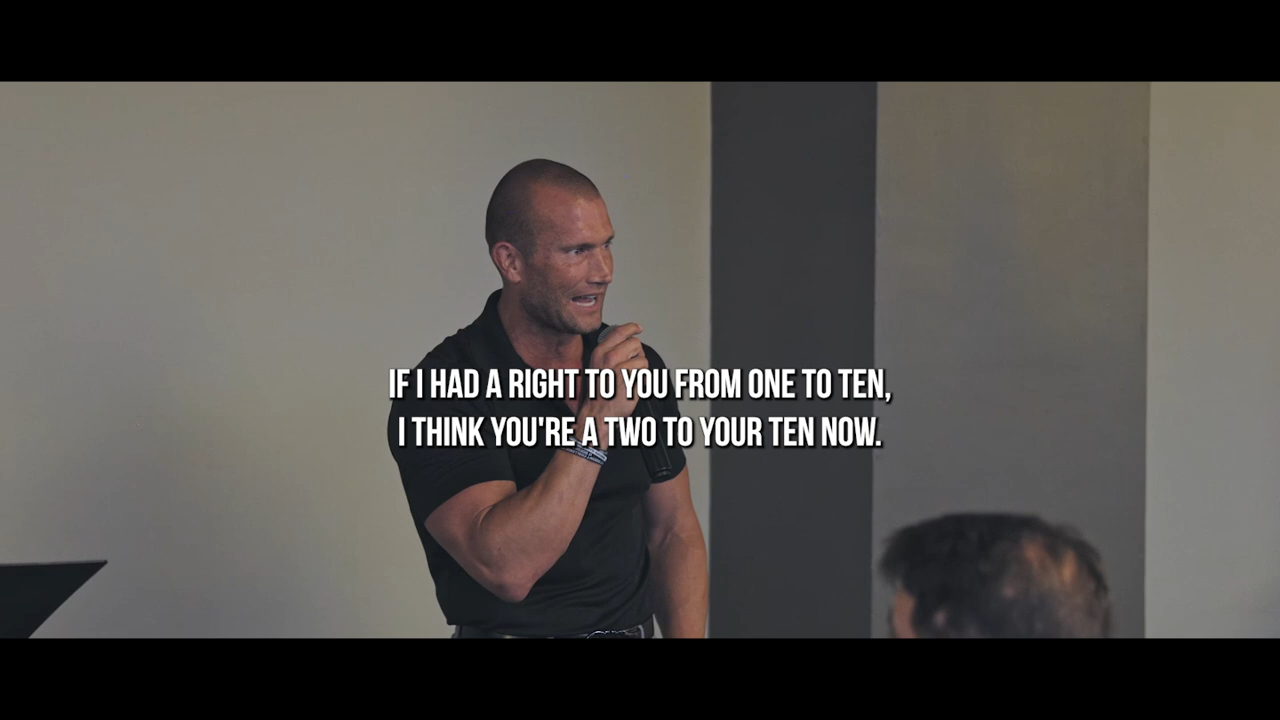 IF I HAD A RIGHT TO YOU FROM ONE TO TEN,
I THINK YOU'RE A TWO TO YOUR TEN NOW.